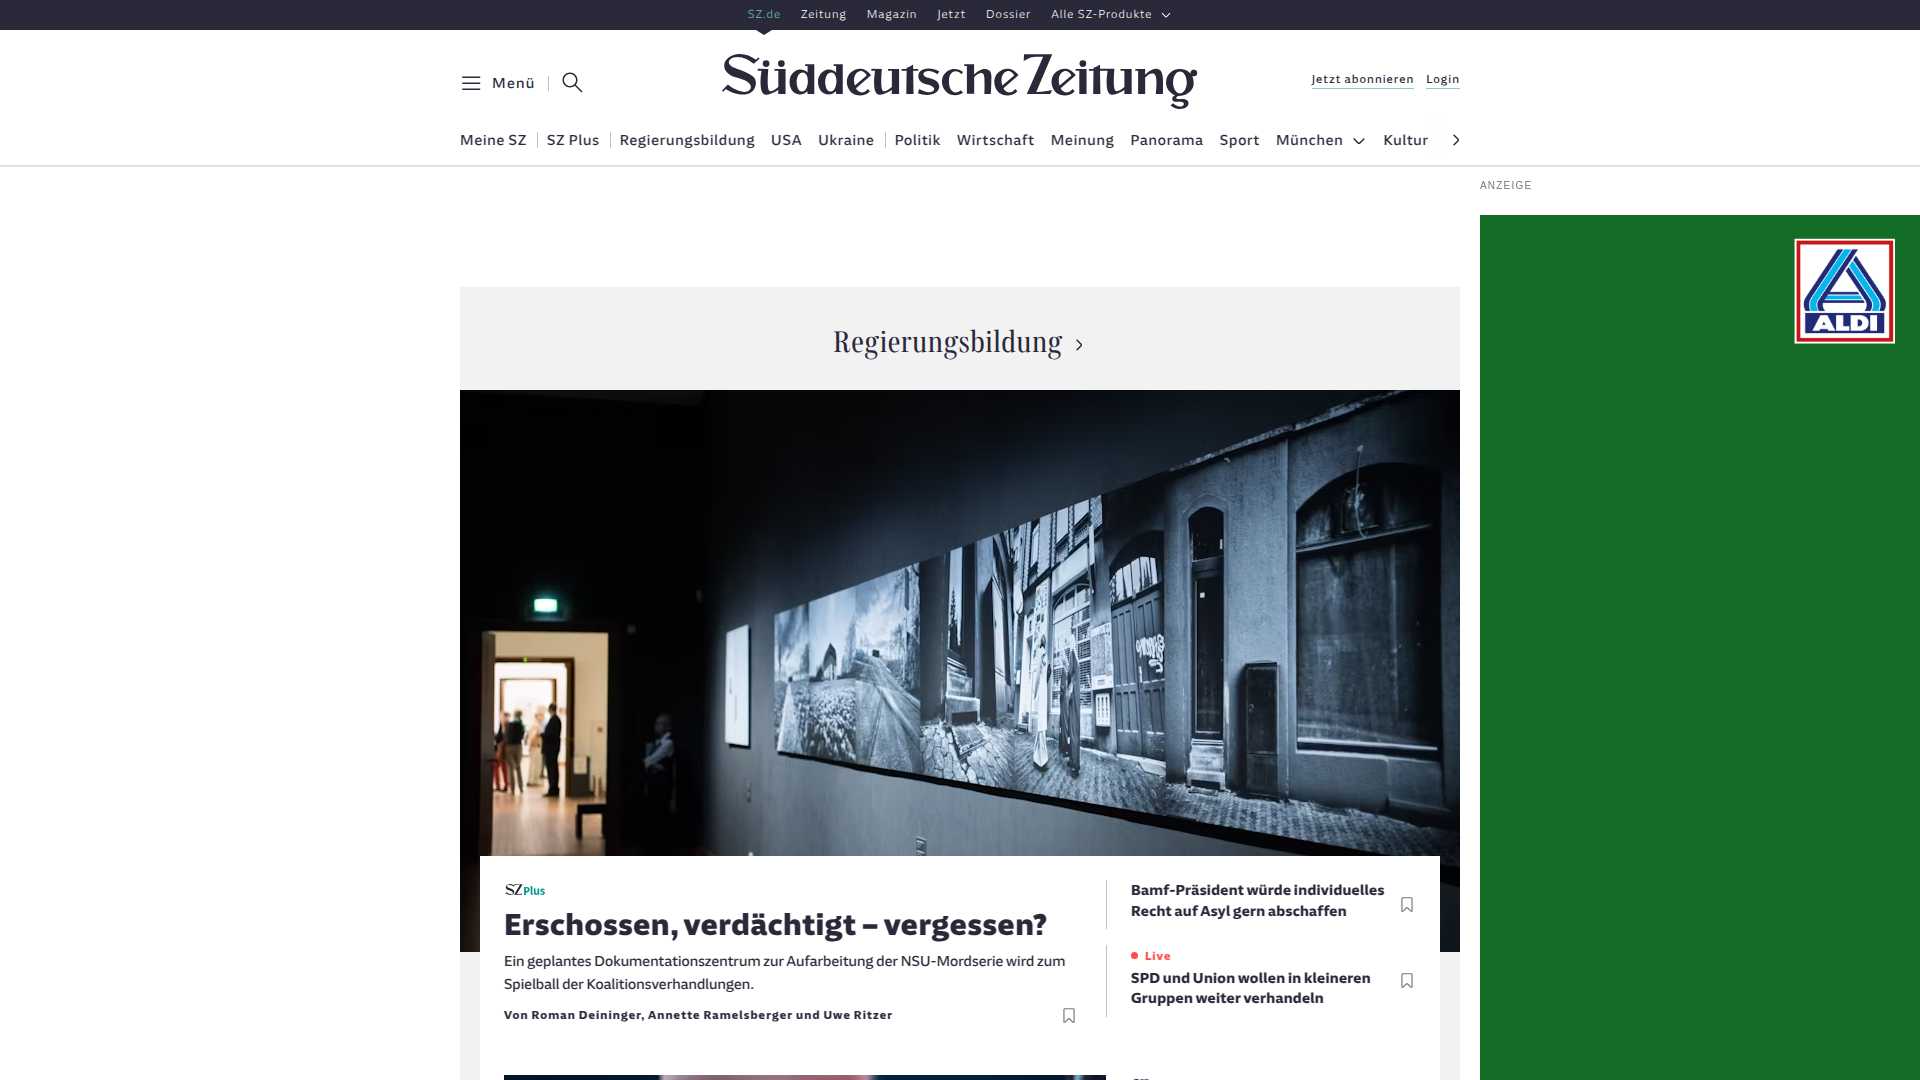 SZ.de Zeitung Magazin Jetzt Dossier Alle SZ-Produkte
Menü
Süddeutsche Zeitung
Jetzt abonnieren Login
Meine SZ SZ Plus Regierungsbildung USA Ukraine Politik Wirtschaft Meinung Panorama Sport München Kultur
ANZEIGE
ALDI
Regierungsbildung
SZ Plus
Erschossen, verdächtigt – vergessen?
Ein geplantes Dokumentationszentrum zur Aufarbeitung der NSU-Mordserie wird zum
Spielball der Koalitionsverhandlungen.
Von Roman Deininger, Annette Ramelsberger und Uwe Ritzer
Bamf-Präsident würde individuelles
Recht auf Asyl gern abschaffen
Live
SPD und Union wollen in kleineren
Gruppen weiter verhandeln